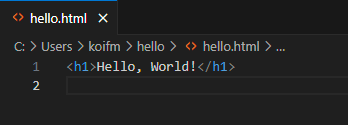 hello.html
C: > Users > koifm > hello > hello.html > ...
1 <h1>Hello, World!</h1>
2